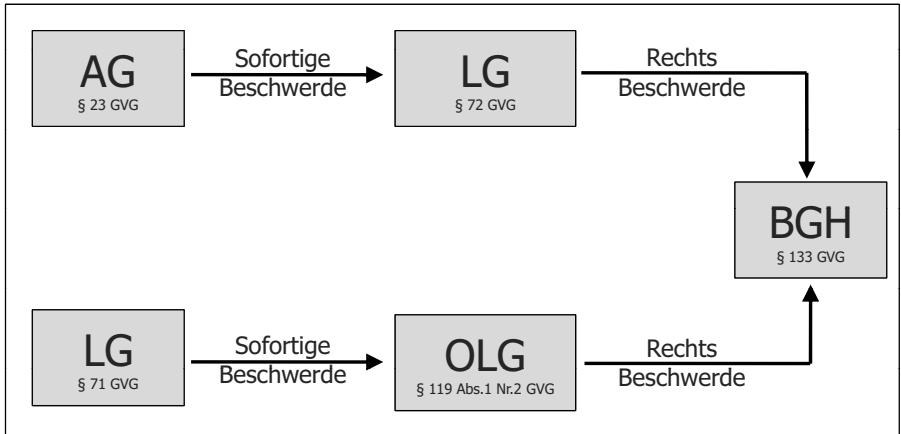 AG
§ 23 GVG
Sofortige
Beschwerde
LG
§ 72 GVG
Rechts
Beschwerde
BGH
§ 133 GVG
LG
§ 71 GVG
Sofortige
Beschwerde
OLG
§ 119 Abs.1 Nr.2 GVG
Rechts
Beschwerde